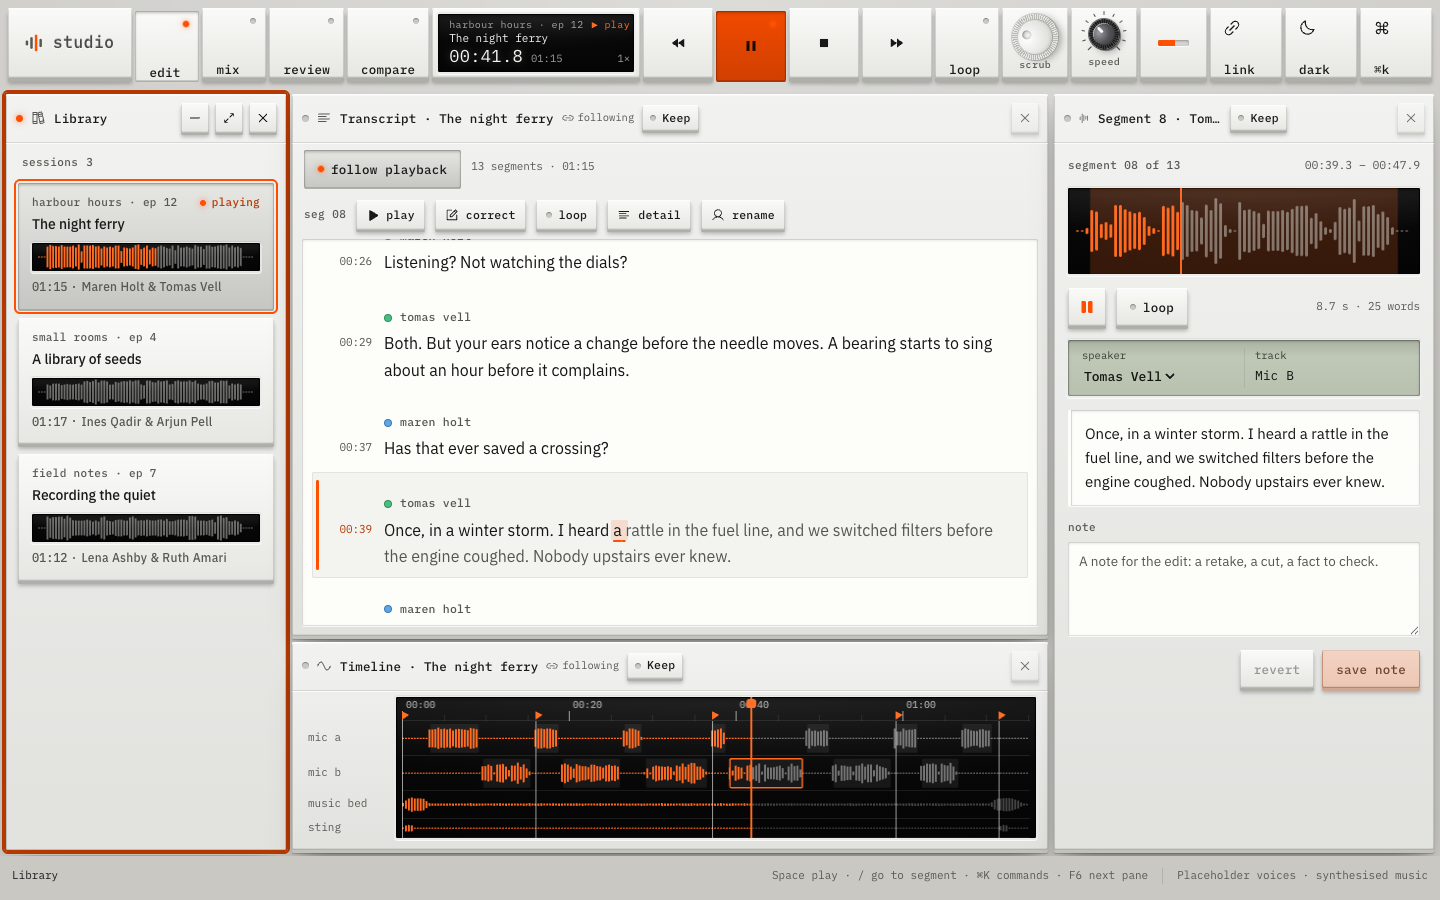 studio
edit
mix
review
compare
harbour hours · ep 12 ▶ play
The night ferry
00:41.8 01:15 1×
loop
scrub
speed
link
dark
⌘k
Library
sessions 3
harbour hours · ep 12 playing
The night ferry
01:15 · Maren Holt & Tomas Vell
small rooms · ep 4
A library of seeds
01:17 · Ines Qadir & Arjun Pell
field notes · ep 7
Recording the quiet
01:12 · Lena Ashby & Ruth Amari
Transcript · The night ferry following Keep
follow playback 13 segments · 01:15
seg 08 play correct loop detail rename
00:26 Listening? Not watching the dials?
tomas vell
00:29 Both. But your ears notice a change before the needle moves. A bearing starts to sing
about an hour before it complains.
maren holt
00:37 Has that ever saved a crossing?
tomas vell
00:39 Once, in a winter storm. I heard a rattle in the fuel line, and we switched filters before
the engine coughed. Nobody upstairs ever knew.
maren holt
Timeline · The night ferry following Keep
00:00 00:20 00:40 01:00
mic a
mic b
music bed
sting
Segment 8 · Tom… Keep
segment 08 of 13 00:39.3 – 00:47.9
loop 8.7 s · 25 words
speaker track
Tomas Vell Mic B
Once, in a winter storm. I heard a rattle in the
fuel line, and we switched filters before the
engine coughed. Nobody upstairs ever knew.
note
A note for the edit: a retake, a cut, a fact to check.
revert save note
Library
Space play · / go to segment · ⌘K commands · F6 next pane Placeholder voices · synthesised music